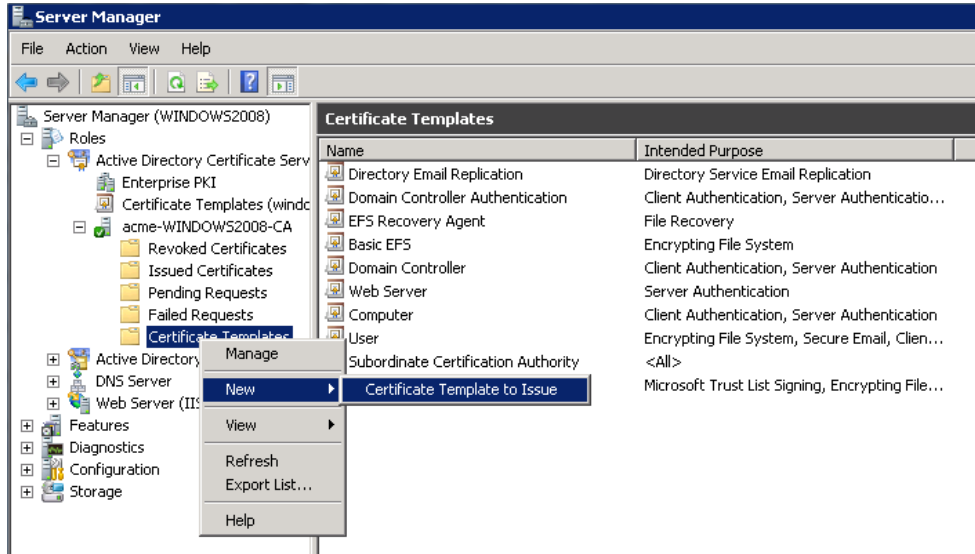 Server Manager
File Action View Help
Server Manager (WINDOWS2008)
Roles
Active Directory Certificate Serv
Enterprise PKI
Certificate Templates (windc
acme-WINDOWS2008-CA
Revoked Certificates
Issued Certificates
Pending Requests
Failed Requests
Certificate Templates
Active Directory
DNS Server
Web Server (IIS
Features
Diagnostics
Configuration
Storage
Manage
New
View
Refresh
Export List...
Help
Certificate Template to Issue
Certificate Templates
Name Intended Purpose
Directory Email Replication Directory Service Email Replication
Domain Controller Authentication Client Authentication, Server Authenticatio...
EFS Recovery Agent File Recovery
Basic EFS Encrypting File System
Domain Controller Client Authentication, Server Authentication
Web Server Server Authentication
Computer Client Authentication, Server Authentication
User Encrypting File System, Secure Email, Clien...
Subordinate Certification Authority <All>
Microsoft Trust List Signing, Encrypting File...